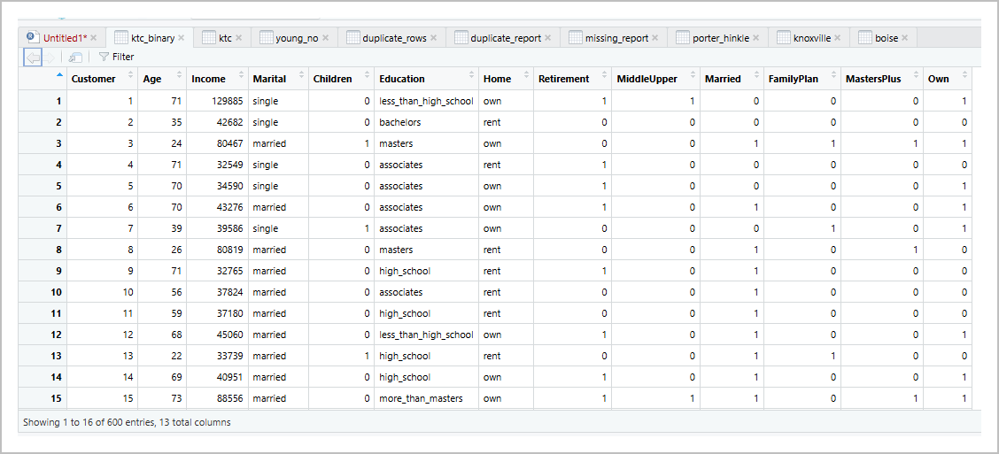 Untitled1* ktc_binary ktc young_no duplicate_rows duplicate_report missing_report porter_hinkle knoxville boise
Filter
Customer Age Income Marital Children Education Home Retirement MiddleUpper Married FamilyPlan MastersPlus Own
1 1 71 129885 single 0 less_than_high_school own 1 1 0 0 0 1
2 2 35 42682 single 0 bachelors rent 0 0 0 0 0 0
3 3 24 80467 married 1 masters own 0 0 1 1 1 1
4 4 71 32549 single 0 associates rent 1 0 0 0 0 0
5 5 70 34590 single 0 associates own 1 0 0 0 0 1
6 6 70 43276 married 0 associates own 1 0 1 0 0 1
7 7 39 39586 single 1 associates own 0 0 0 1 0 1
8 8 26 80819 married 0 masters rent 0 0 1 0 1 0
9 9 71 32765 married 0 high_school rent 1 0 1 0 0 0
10 10 56 37824 married 0 associates rent 0 0 1 0 0 0
11 11 59 37180 married 0 high_school rent 0 0 1 0 0 0
12 12 68 45060 married 0 less_than_high_school own 1 0 1 0 0 1
13 13 22 33739 married 1 high_school rent 0 0 1 1 0 0
14 14 69 40951 married 0 high_school own 1 0 1 0 0 1
15 15 73 88556 married 0 more_than_masters own 1 1 1 0 1 1
Showing 1 to 16 of 600 entries, 13 total columns